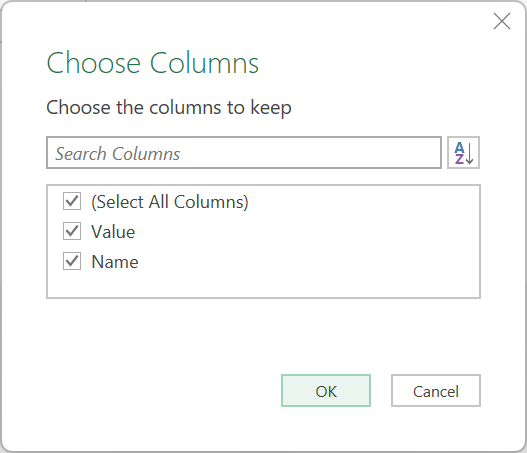 Choose Columns
Choose the columns to keep
Search Columns
AZ
(Select All Columns)
Value
Name
OK
Cancel